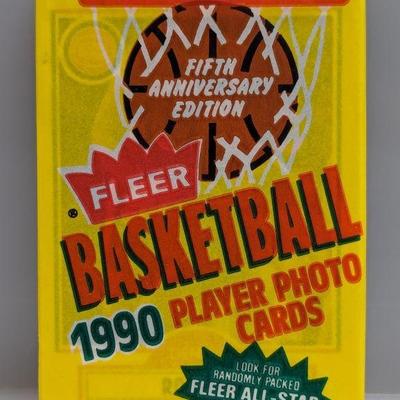 FIFTH
ANNIVERSARY
EDITION
FLEER
®
BASKETBALL
1990 PLAYER PHOTO
CARDS
LOOK FOR
RANDOMLY PACKED
FLEER ALL-STAR